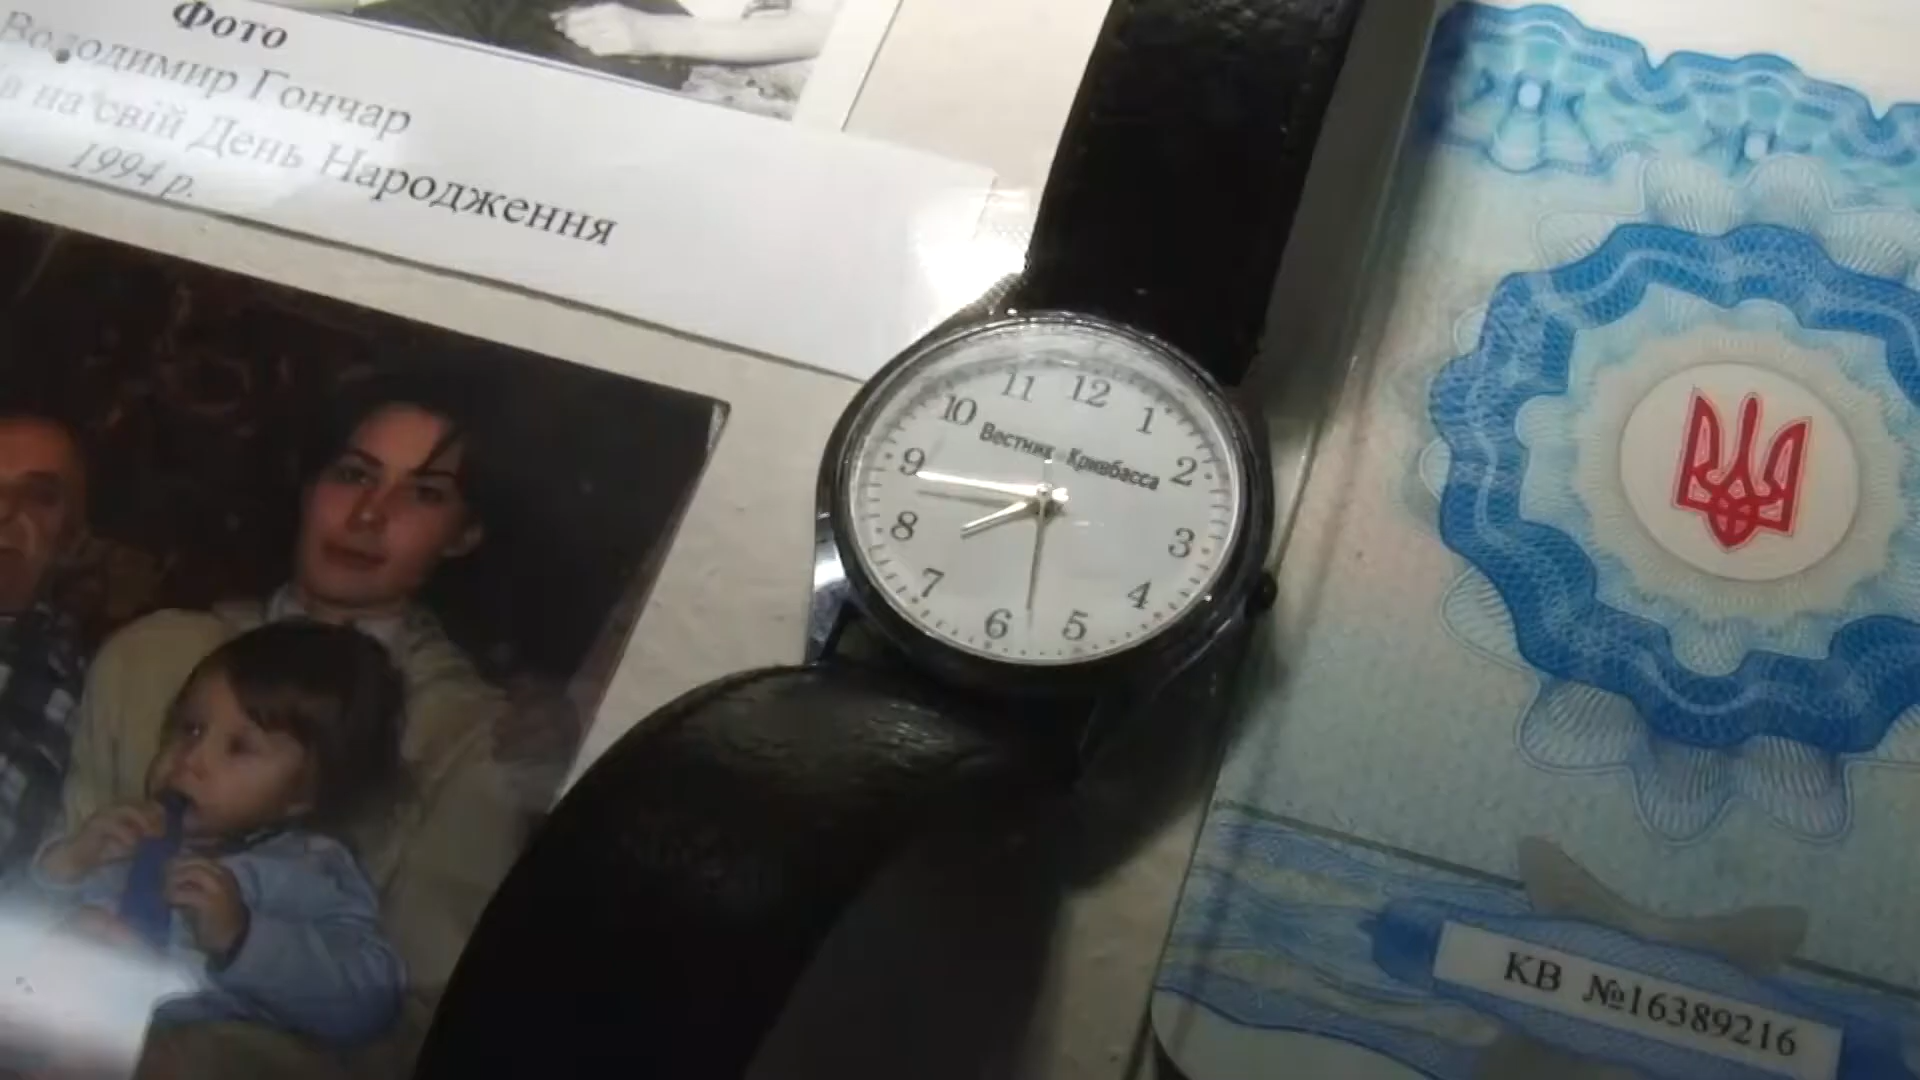 Фото
Володимир Гончар
на свій День Народження
1994 р.
11 12 1
10 2
Вестник Кривбасса
9 3
8 4
7 6 5
КВ №16389216